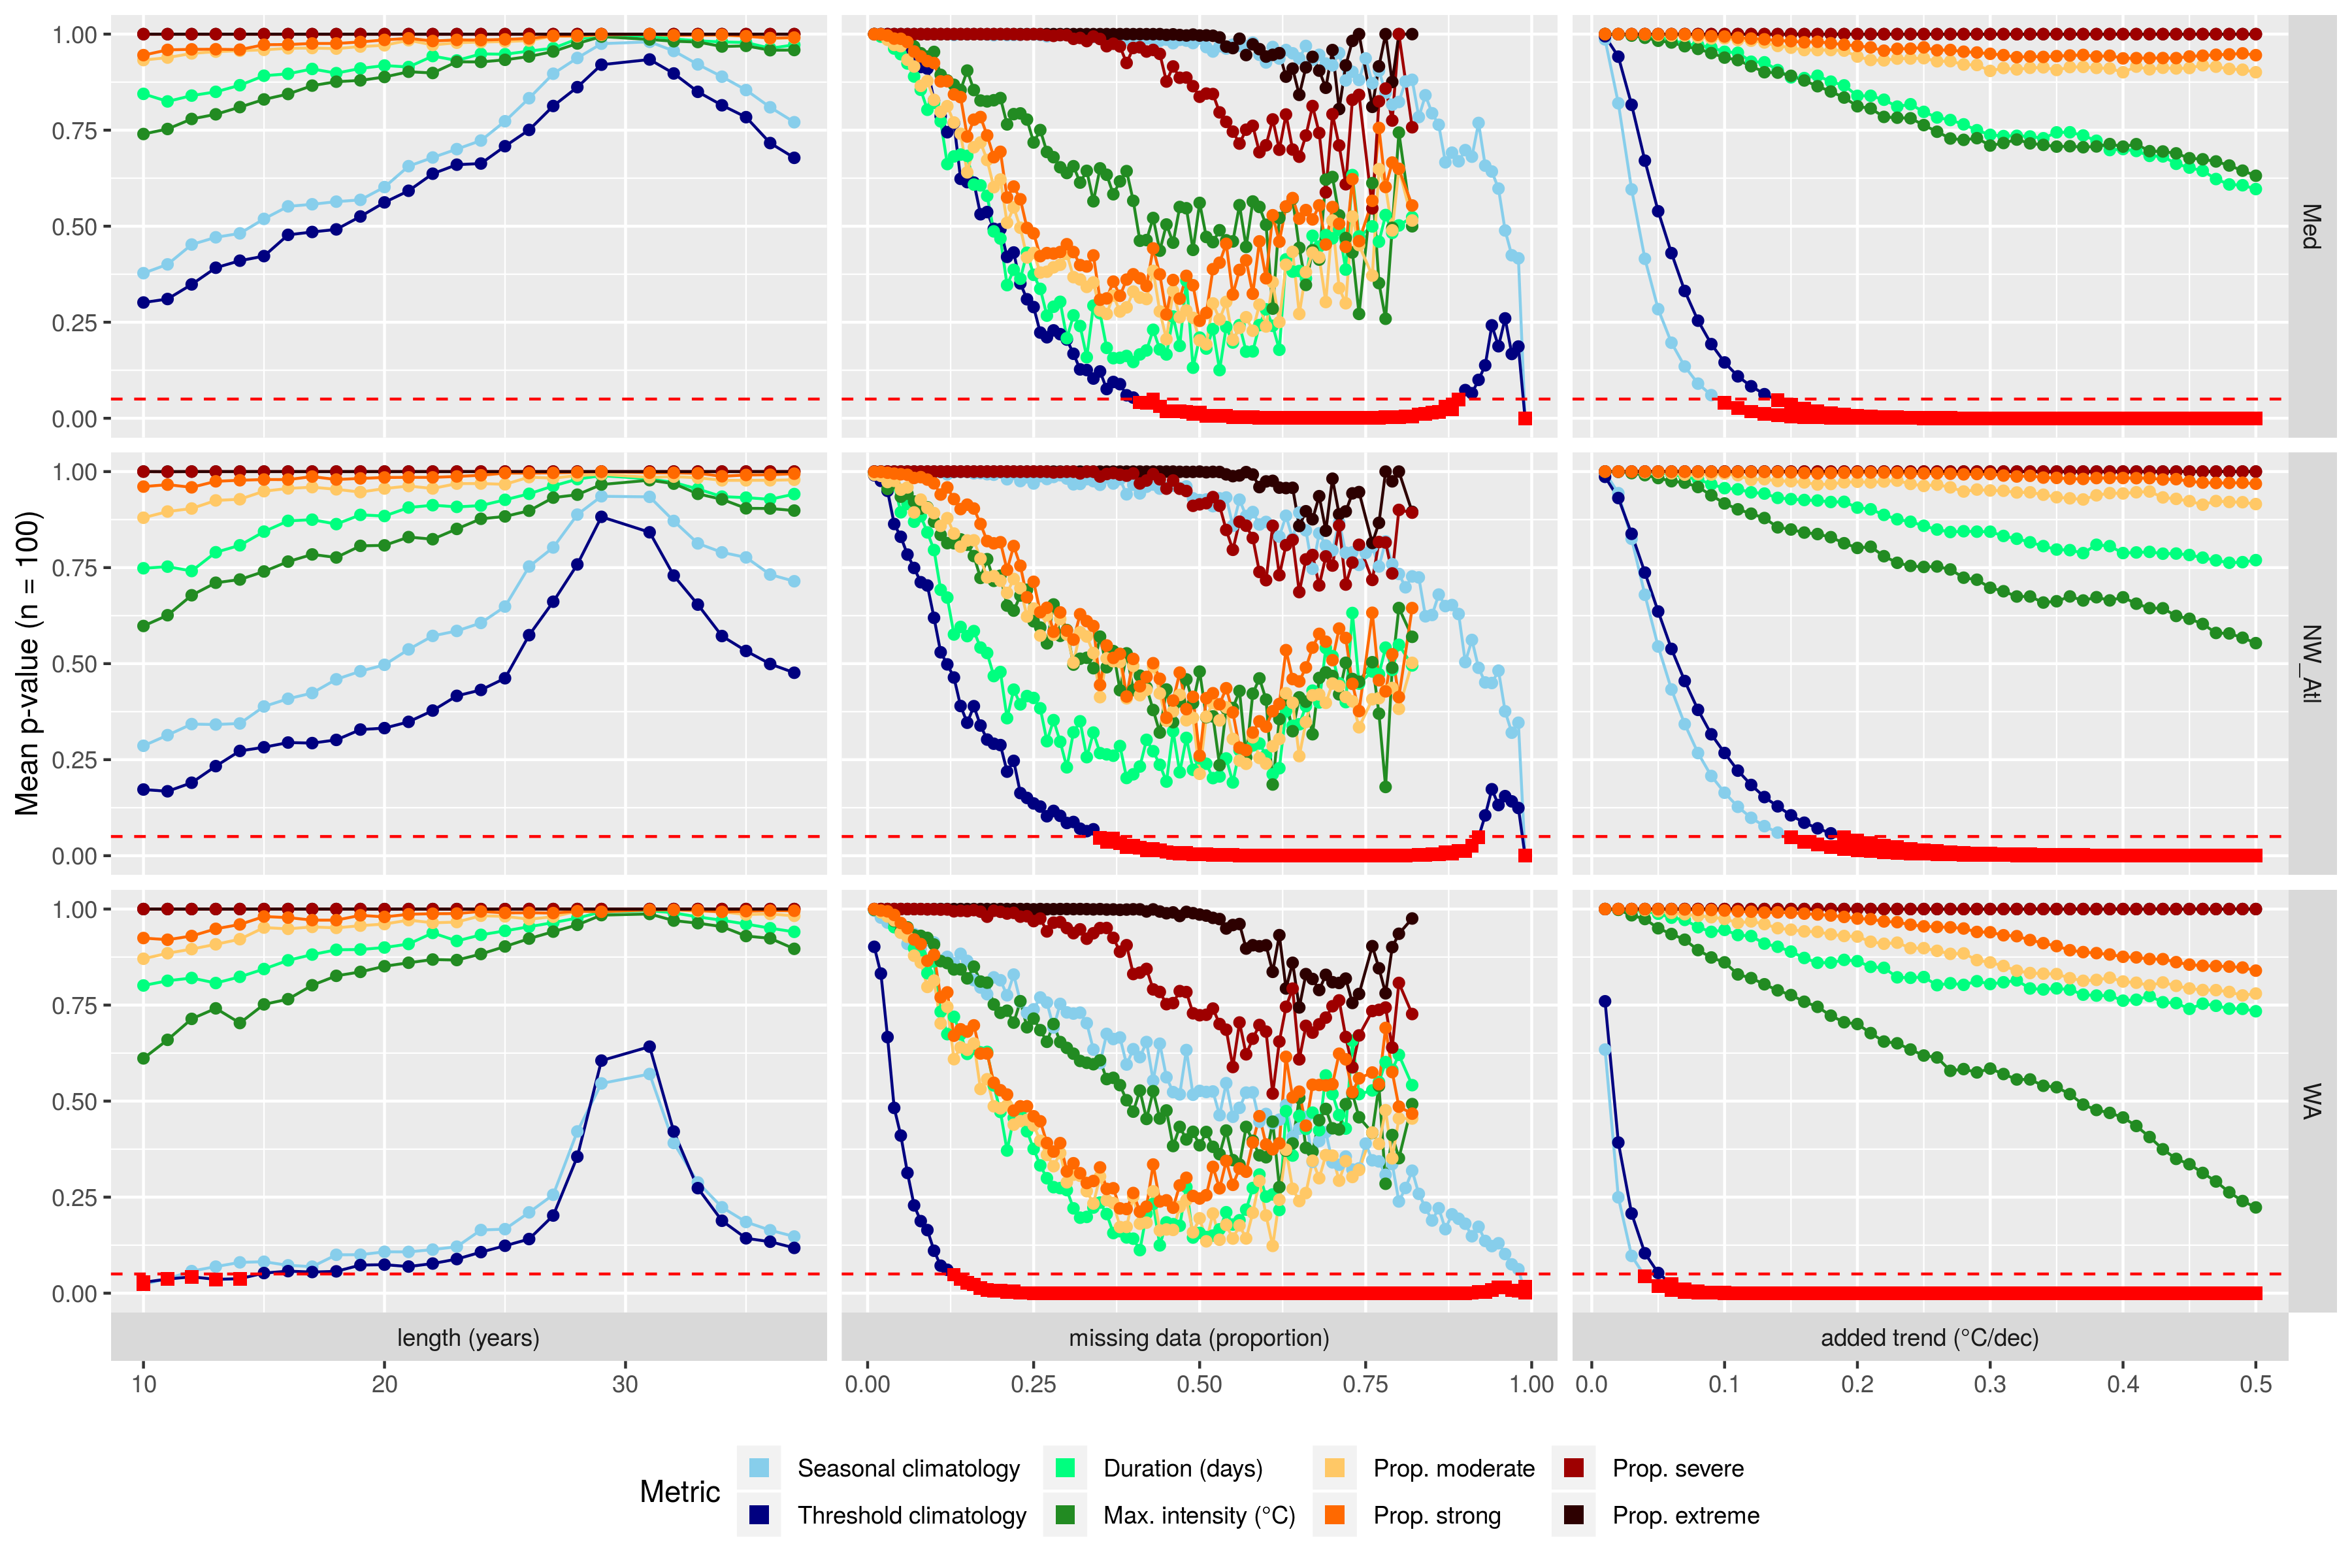 Mean p-value (n = 100)
1.00
0.75
0.50
0.25
0.00
Med
1.00
0.75
0.50
0.25
0.00
NW_Atl
1.00
0.75
0.50
0.25
0.00
WA
length (years)
missing data (proportion)
added trend (°C/dec)
10 20 30
0.00 0.25 0.50 0.75 1.00
0.0 0.1 0.2 0.3 0.4 0.5
Metric
Seasonal climatology
Duration (days)
Prop. moderate
Prop. severe
Threshold climatology
Max. intensity (°C)
Prop. strong
Prop. extreme